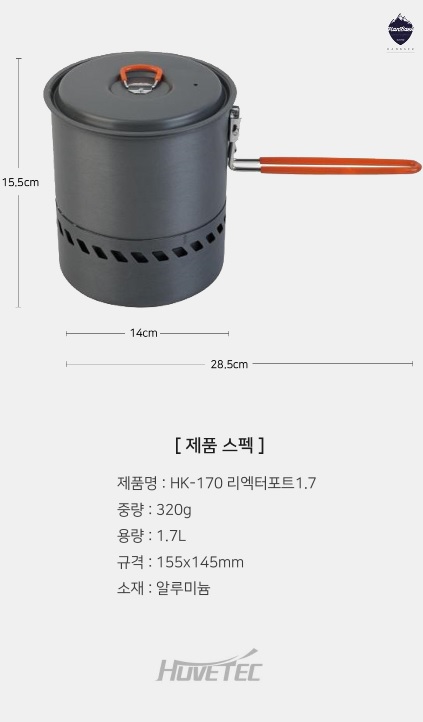 15.5cm
14cm
28.5cm
[ 제품 스펙 ]
제품명 : HK-170 리엑터포트1.7
중량 : 320g
용량 : 1.7L
규격 : 155x145mm
소재 : 알루미늄
HUVETEC